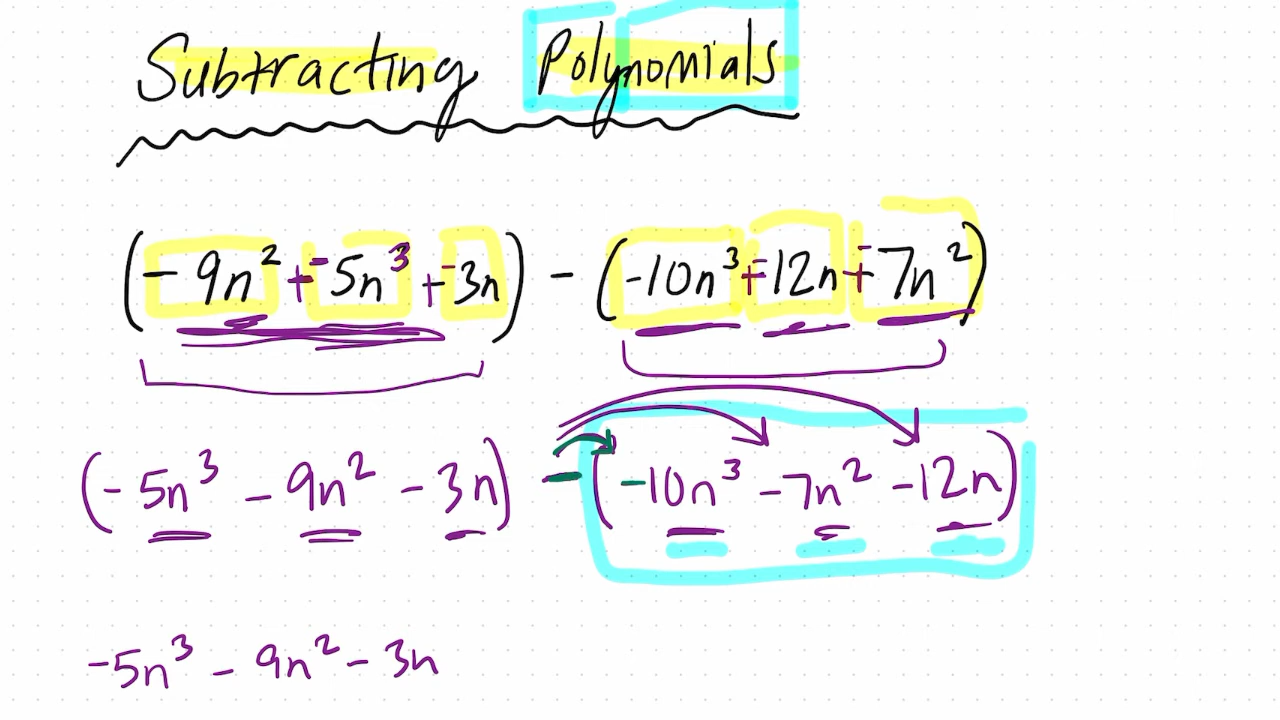 Subtracting Polynomials
(-9n² +-5n³ +-3n) - (-10n³ +-12n +-7n²)
(-5n³ - 9n² - 3n) - (-10n³ - 7n² - 12n)
-5n³ - 9n² - 3n